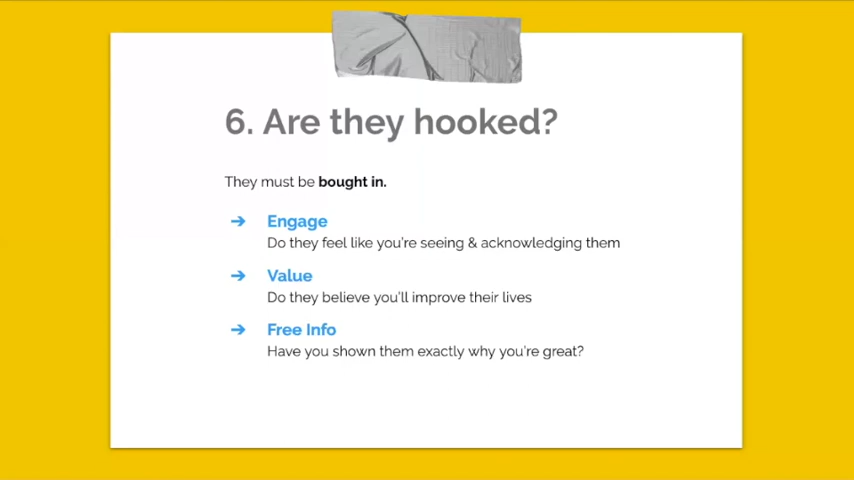 6. Are they hooked?
They must be bought in.
➔ Engage
Do they feel like you're seeing & acknowledging them
➔ Value
Do they believe you'll improve their lives
➔ Free Info
Have you shown them exactly why you're great?